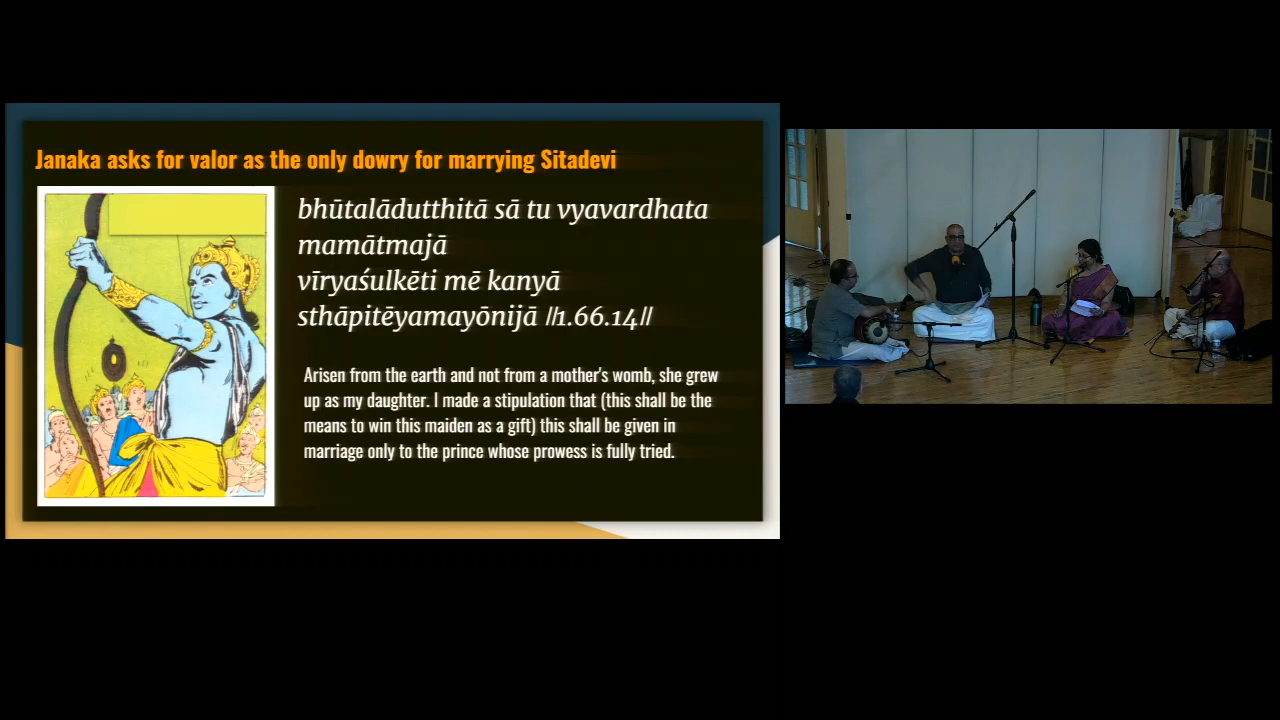 Janaka asks for valor as the only dowry for marrying Sitadevi
bhūtalādutthitā sā tu vyavardhata
mamātmajā
vīryaśulkēti mē kanyā
sthāpitēyamayōnijā //1.66.14//
Arisen from the earth and not from a mother's womb, she grew
up as my daughter. I made a stipulation that (this shall be the
means to win this maiden as a gift) this shall be given in
marriage only to the prince whose prowess is fully tried.